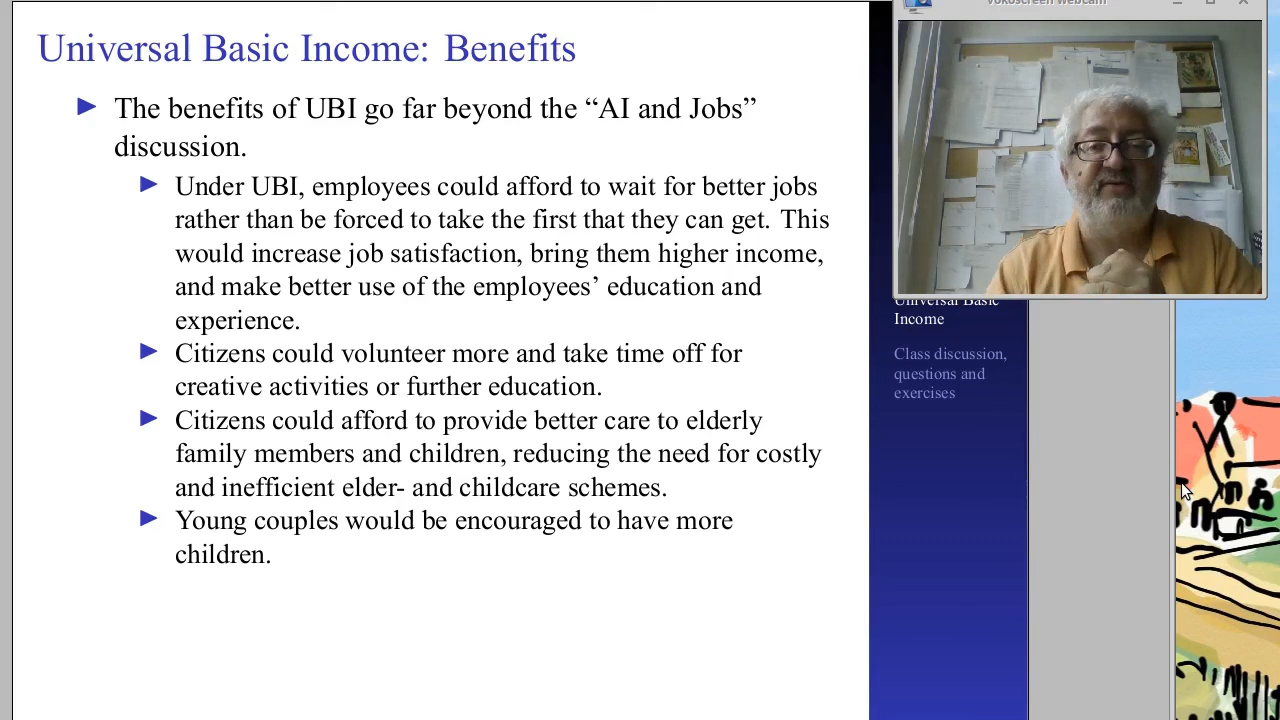 vokoscreen webcam
Universal Basic Income: Benefits
The benefits of UBI go far beyond the “AI and Jobs”
discussion.
Under UBI, employees could afford to wait for better jobs
rather than be forced to take the first that they can get. This
would increase job satisfaction, bring them higher income,
and make better use of the employees’ education and
experience.
Citizens could volunteer more and take time off for
creative activities or further education.
Citizens could afford to provide better care to elderly
family members and children, reducing the need for costly
and inefficient elder- and childcare schemes.
Young couples would be encouraged to have more
children.
Universal Basic
Income
Class discussion,
questions and
exercises